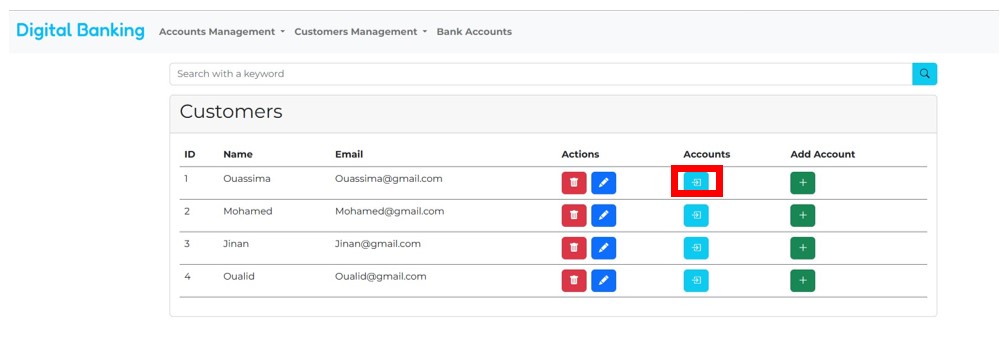 Digital Banking Accounts Management Customers Management Bank Accounts
Search with a keyword
Customers
ID Name Email Actions Accounts Add Account
1 Ouassima Ouassima@gmail.com
2 Mohamed Mohamed@gmail.com
3 Jinan Jinan@gmail.com
4 Oualid Oualid@gmail.com